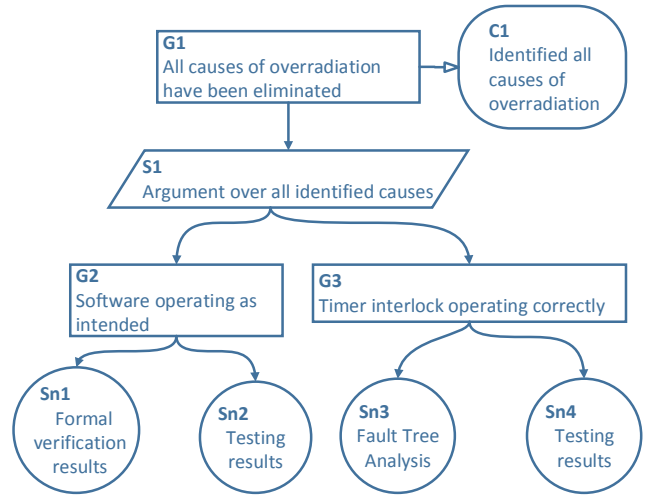 G1
All causes of overradiation
have been eliminated
C1
Identified all
causes of
overradiation
S1
Argument over all identified causes
G2
Software operating as
intended
G3
Timer interlock operating correctly
Sn1
Formal
verification
results
Sn2
Testing
results
Sn3
Fault Tree
Analysis
Sn4
Testing
results